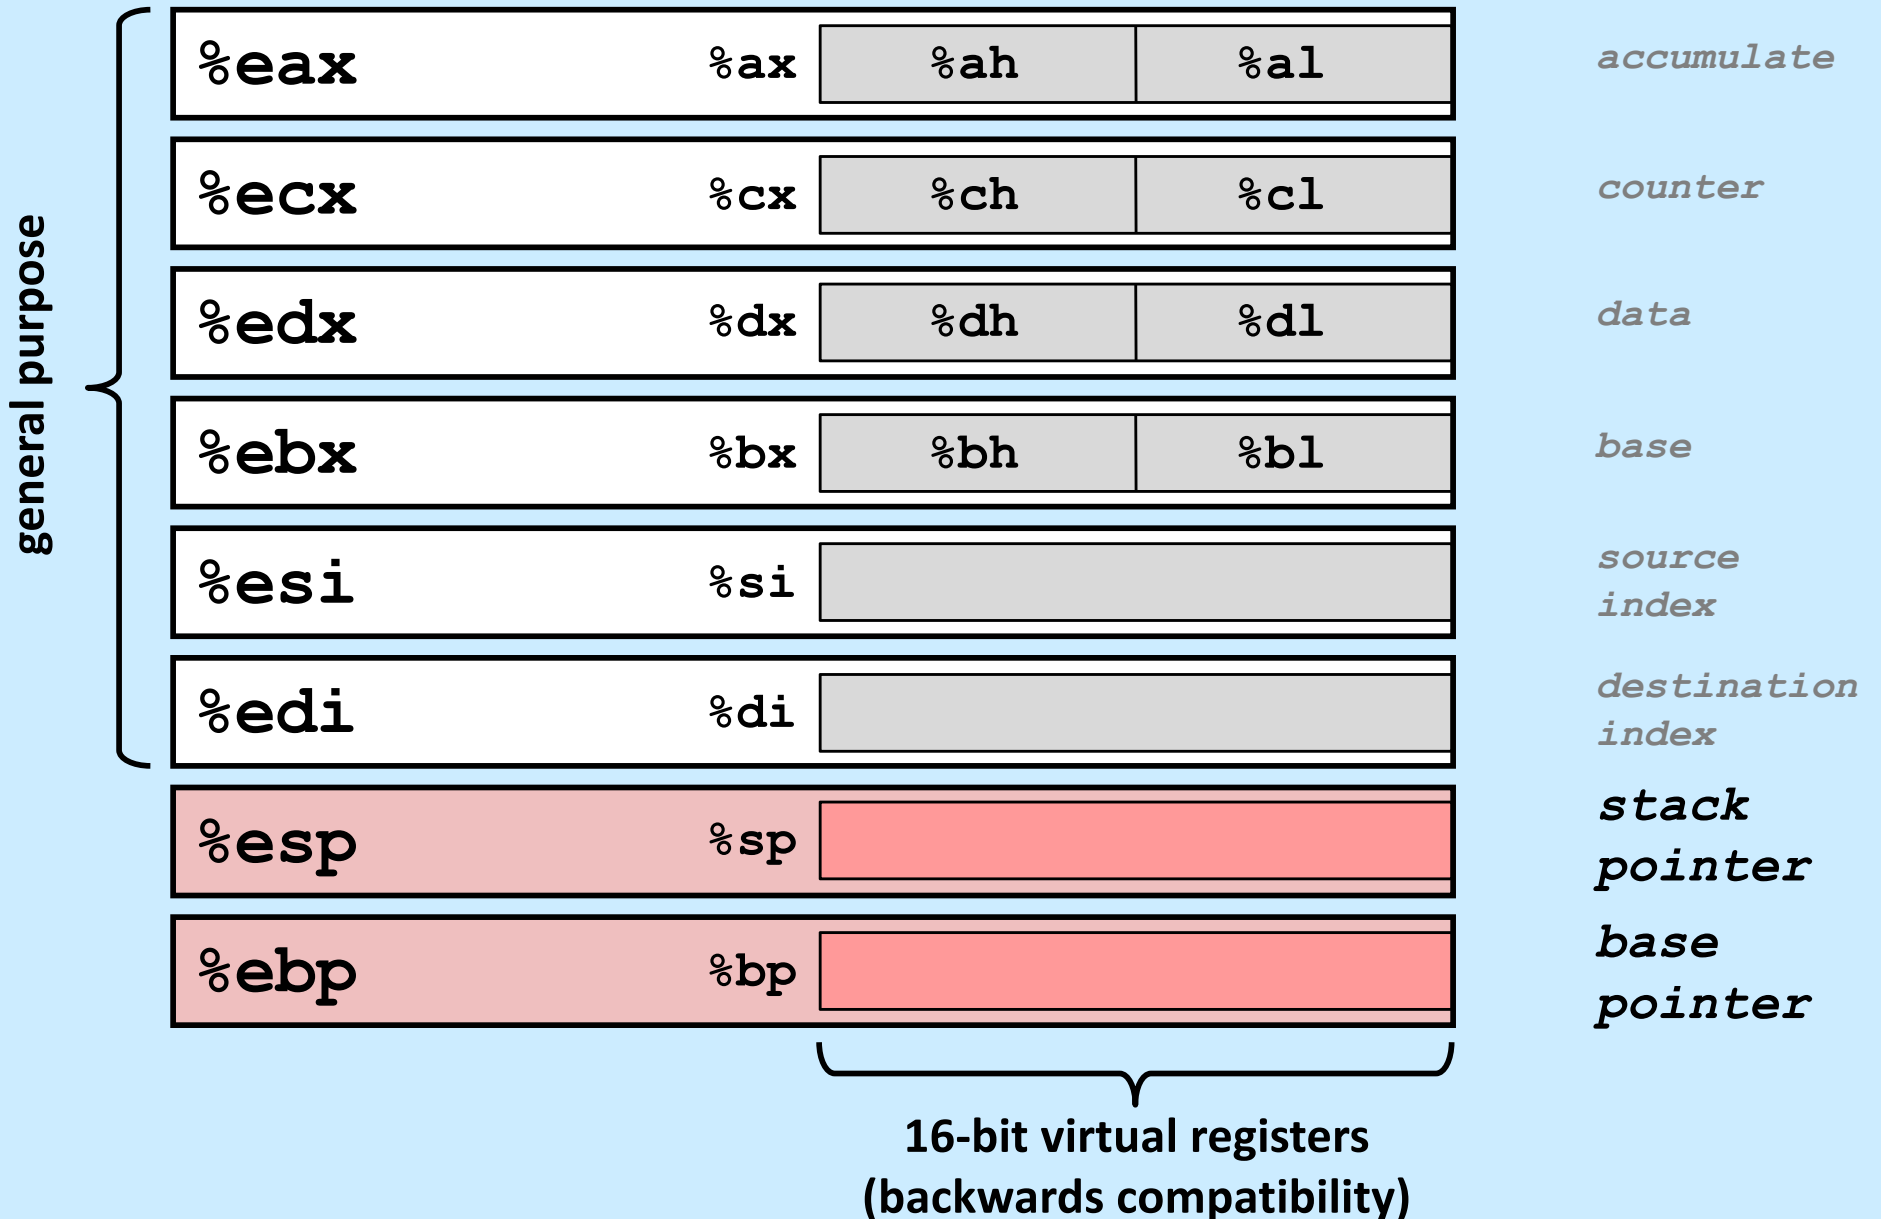 general purpose
%eax %ax %ah %al accumulate
%ecx %cx %ch %cl counter
%edx %dx %dh %dl data
%ebx %bx %bh %bl base
%esi %si source
index
%edi %di destination
index
%esp %sp stack
pointer
%ebp %bp base
pointer
16-bit virtual registers
(backwards compatibility)